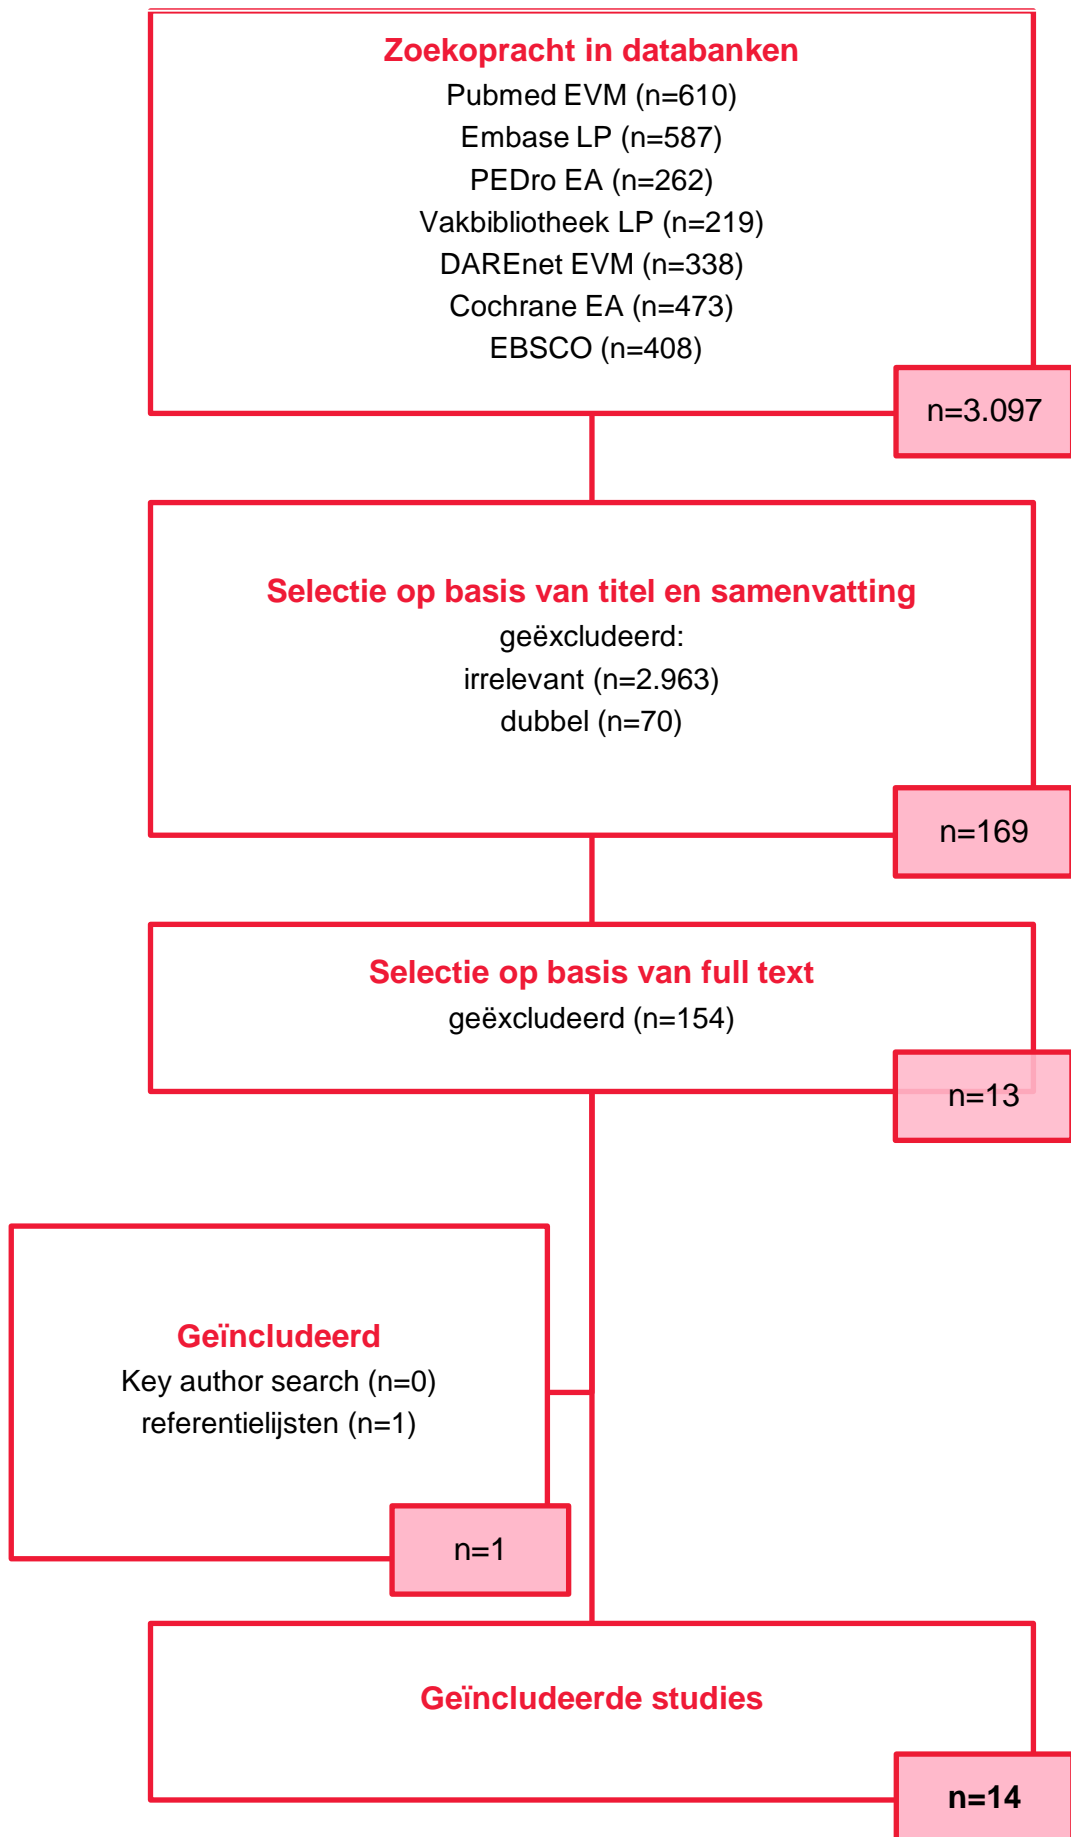 Zoekopracht in databanken
Pubmed EVM (n=610)
Embase LP (n=587)
PEDro EA (n=262)
Vakbibliotheek LP (n=219)
DAREnet EVM (n=338)
Cochrane EA (n=473)
EBSCO (n=408)
n=3.097
Selectie op basis van titel en samenvatting
geëxcludeerd:
irrelevant (n=2.963)
dubbel (n=70)
n=169
Selectie op basis van full text
geëxcludeerd (n=154)
n=13
Geïncludeerd
Key author search (n=0)
referentielijsten (n=1)
n=1
Geïncludeerde studies
n=14